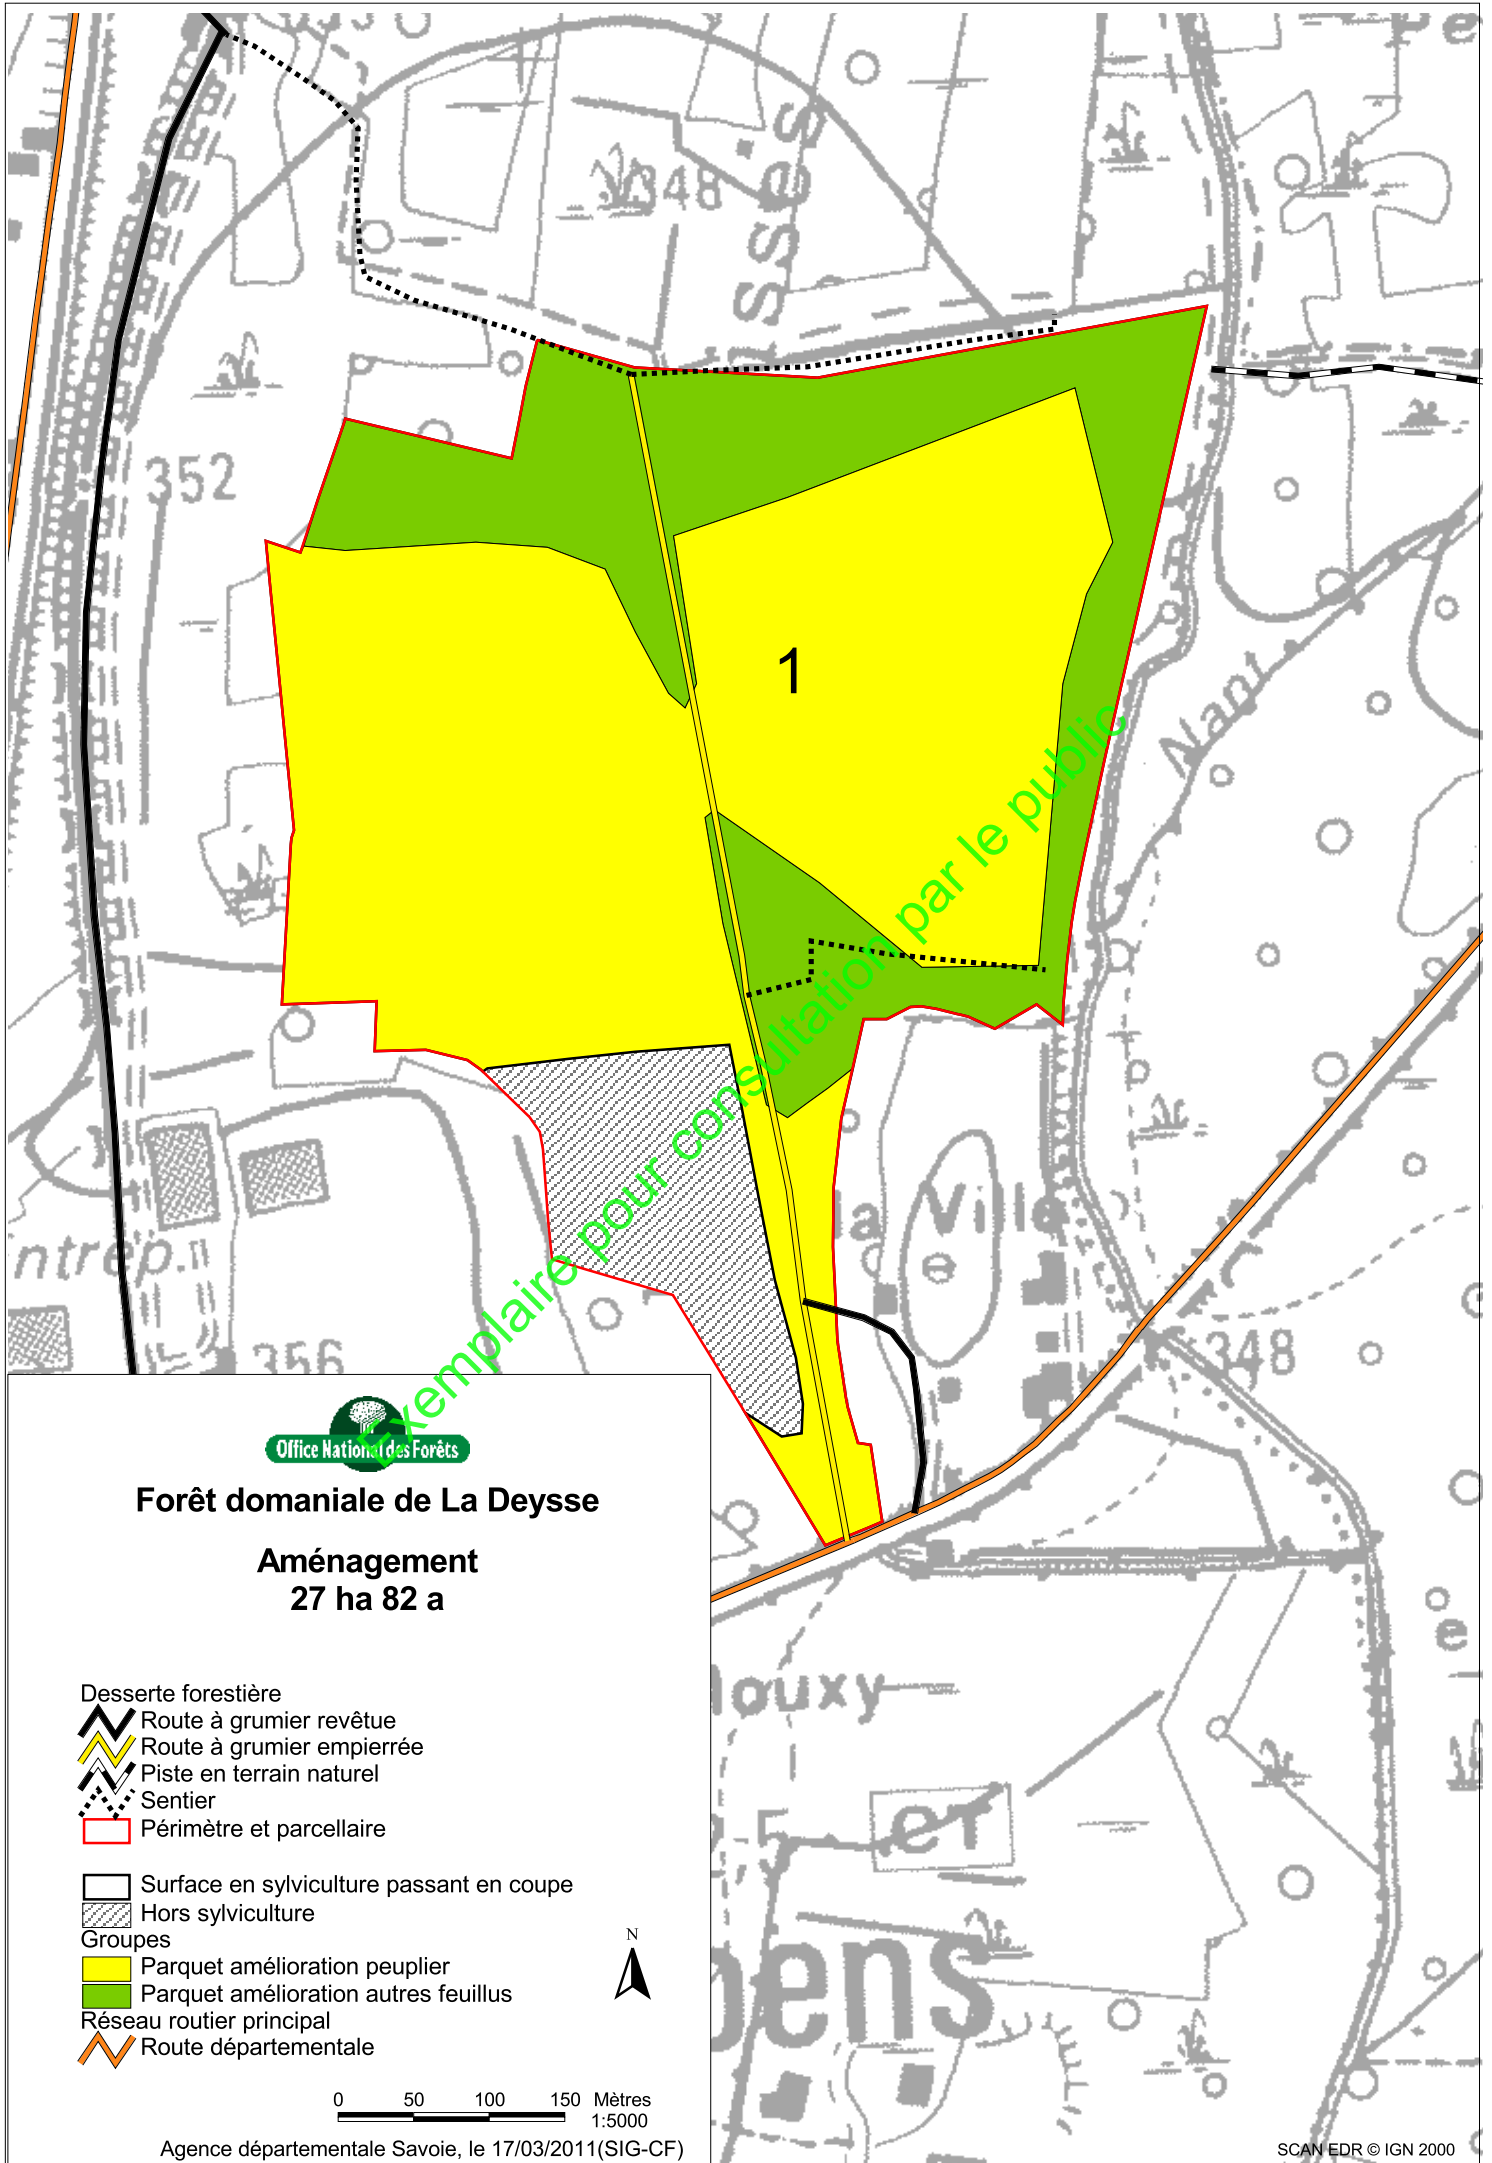 348
352
1
Nant
la Ville
348
356
Entrep.
Exemplaire pour consultation par le public
Office National des Forêts
Forêt domaniale de La Deysse
Aménagement
27 ha 82 a
Desserte forestière
Route à grumier revêtue
Route à grumier empierrée
Piste en terrain naturel
Sentier
Périmètre et parcellaire
Surface en sylviculture passant en coupe
Hors sylviculture
Groupes
Parquet amélioration peuplier
Parquet amélioration autres feuillus
Réseau routier principal
Route départementale
N
0 50 100 150 Mètres
1:5000
Agence départementale Savoie, le 17/03/2011(SIG-CF)
SCAN EDR © IGN 2000